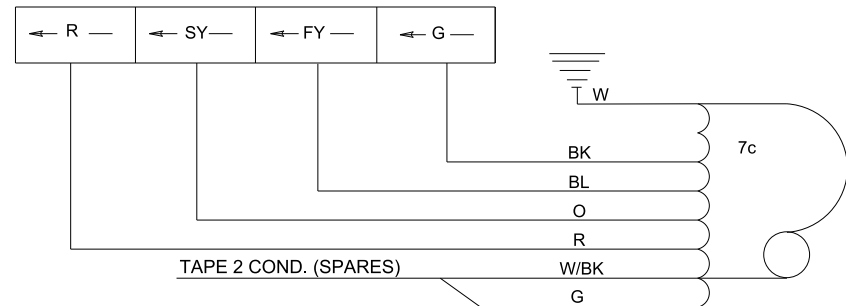 R SY FY G
W
7c
BK
BL
O
R
TAPE 2 COND. (SPARES) W/BK
G